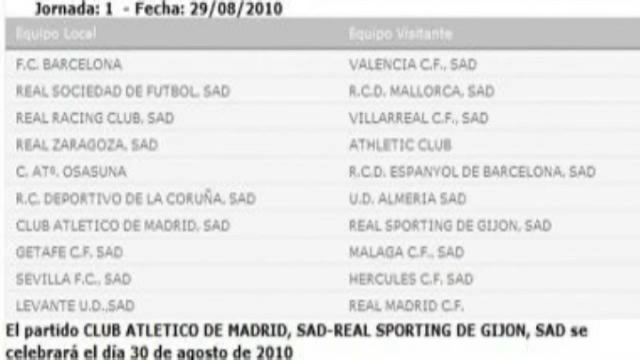 Jornada: 1 - Fecha: 29/08/2010
Equipo Local Equipo Visitante
F.C. BARCELONA VALENCIA C.F., SAD
REAL SOCIEDAD DE FUTBOL, SAD R.C.D. MALLORCA, SAD
REAL RACING CLUB, SAD VILLARREAL C.F., SAD
REAL ZARAGOZA, SAD ATHLETIC CLUB
C. ATº. OSASUNA R.C.D. ESPANYOL DE BARCELONA, SAD
R.C. DEPORTIVO DE LA CORUÑA, SAD U.D. ALMERIA SAD
CLUB ATLETICO DE MADRID, SAD REAL SPORTING DE GIJON, SAD
GETAFE C.F. SAD MALAGA C.F., SAD
SEVILLA F.C., SAD HERCULES C.F. SAD
LEVANTE U.D.,SAD REAL MADRID C.F.
El partido CLUB ATLETICO DE MADRID, SAD-REAL SPORTING DE GIJON, SAD se
celebrará el día 30 de agosto de 2010